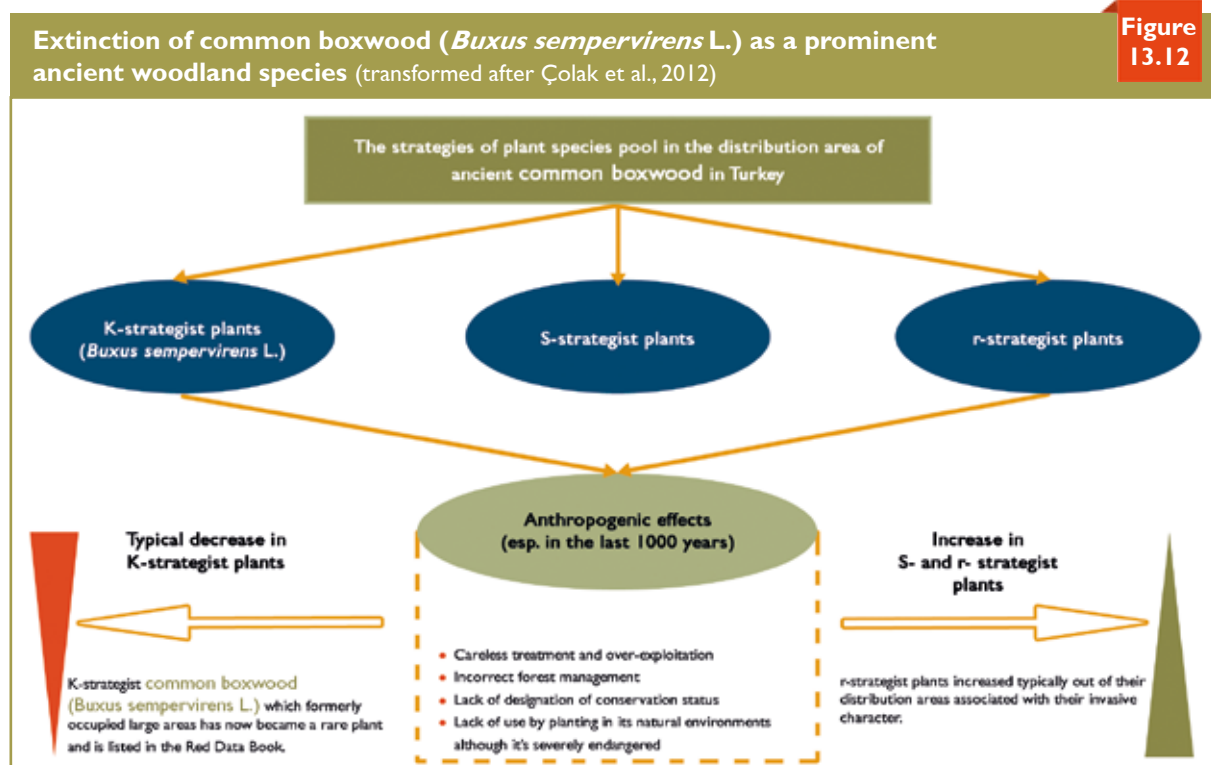 Extinction of common boxwood (Buxus sempervirens L.) as a prominent
ancient woodland species (transformed after Çolak et al., 2012)
Figure
13.12
The strategies of plant species pool in the distribution area of
ancient common boxwood in Turkey
K-strategist plants
(Buxus sempervirens L.)
S-strategist plants
r-strategist plants
Anthropogenic effects
(esp. in the last 1000 years)
Typical decrease in
K-strategist plants
Increase in
S- and r- strategist
plants
K-strategist common boxwood
(Buxus sempervirens L.) which formerly
occupied large areas has now became a rare plant
and is listed in the Red Data Book.
• Careless treatment and over-exploitation
• Incorrect forest management
• Lack of designation of conservation status
• Lack of use by planting in its natural environments
although it's severely endangered
r-strategist plants increased typically out of their
distribution areas associated with their invasive
character.